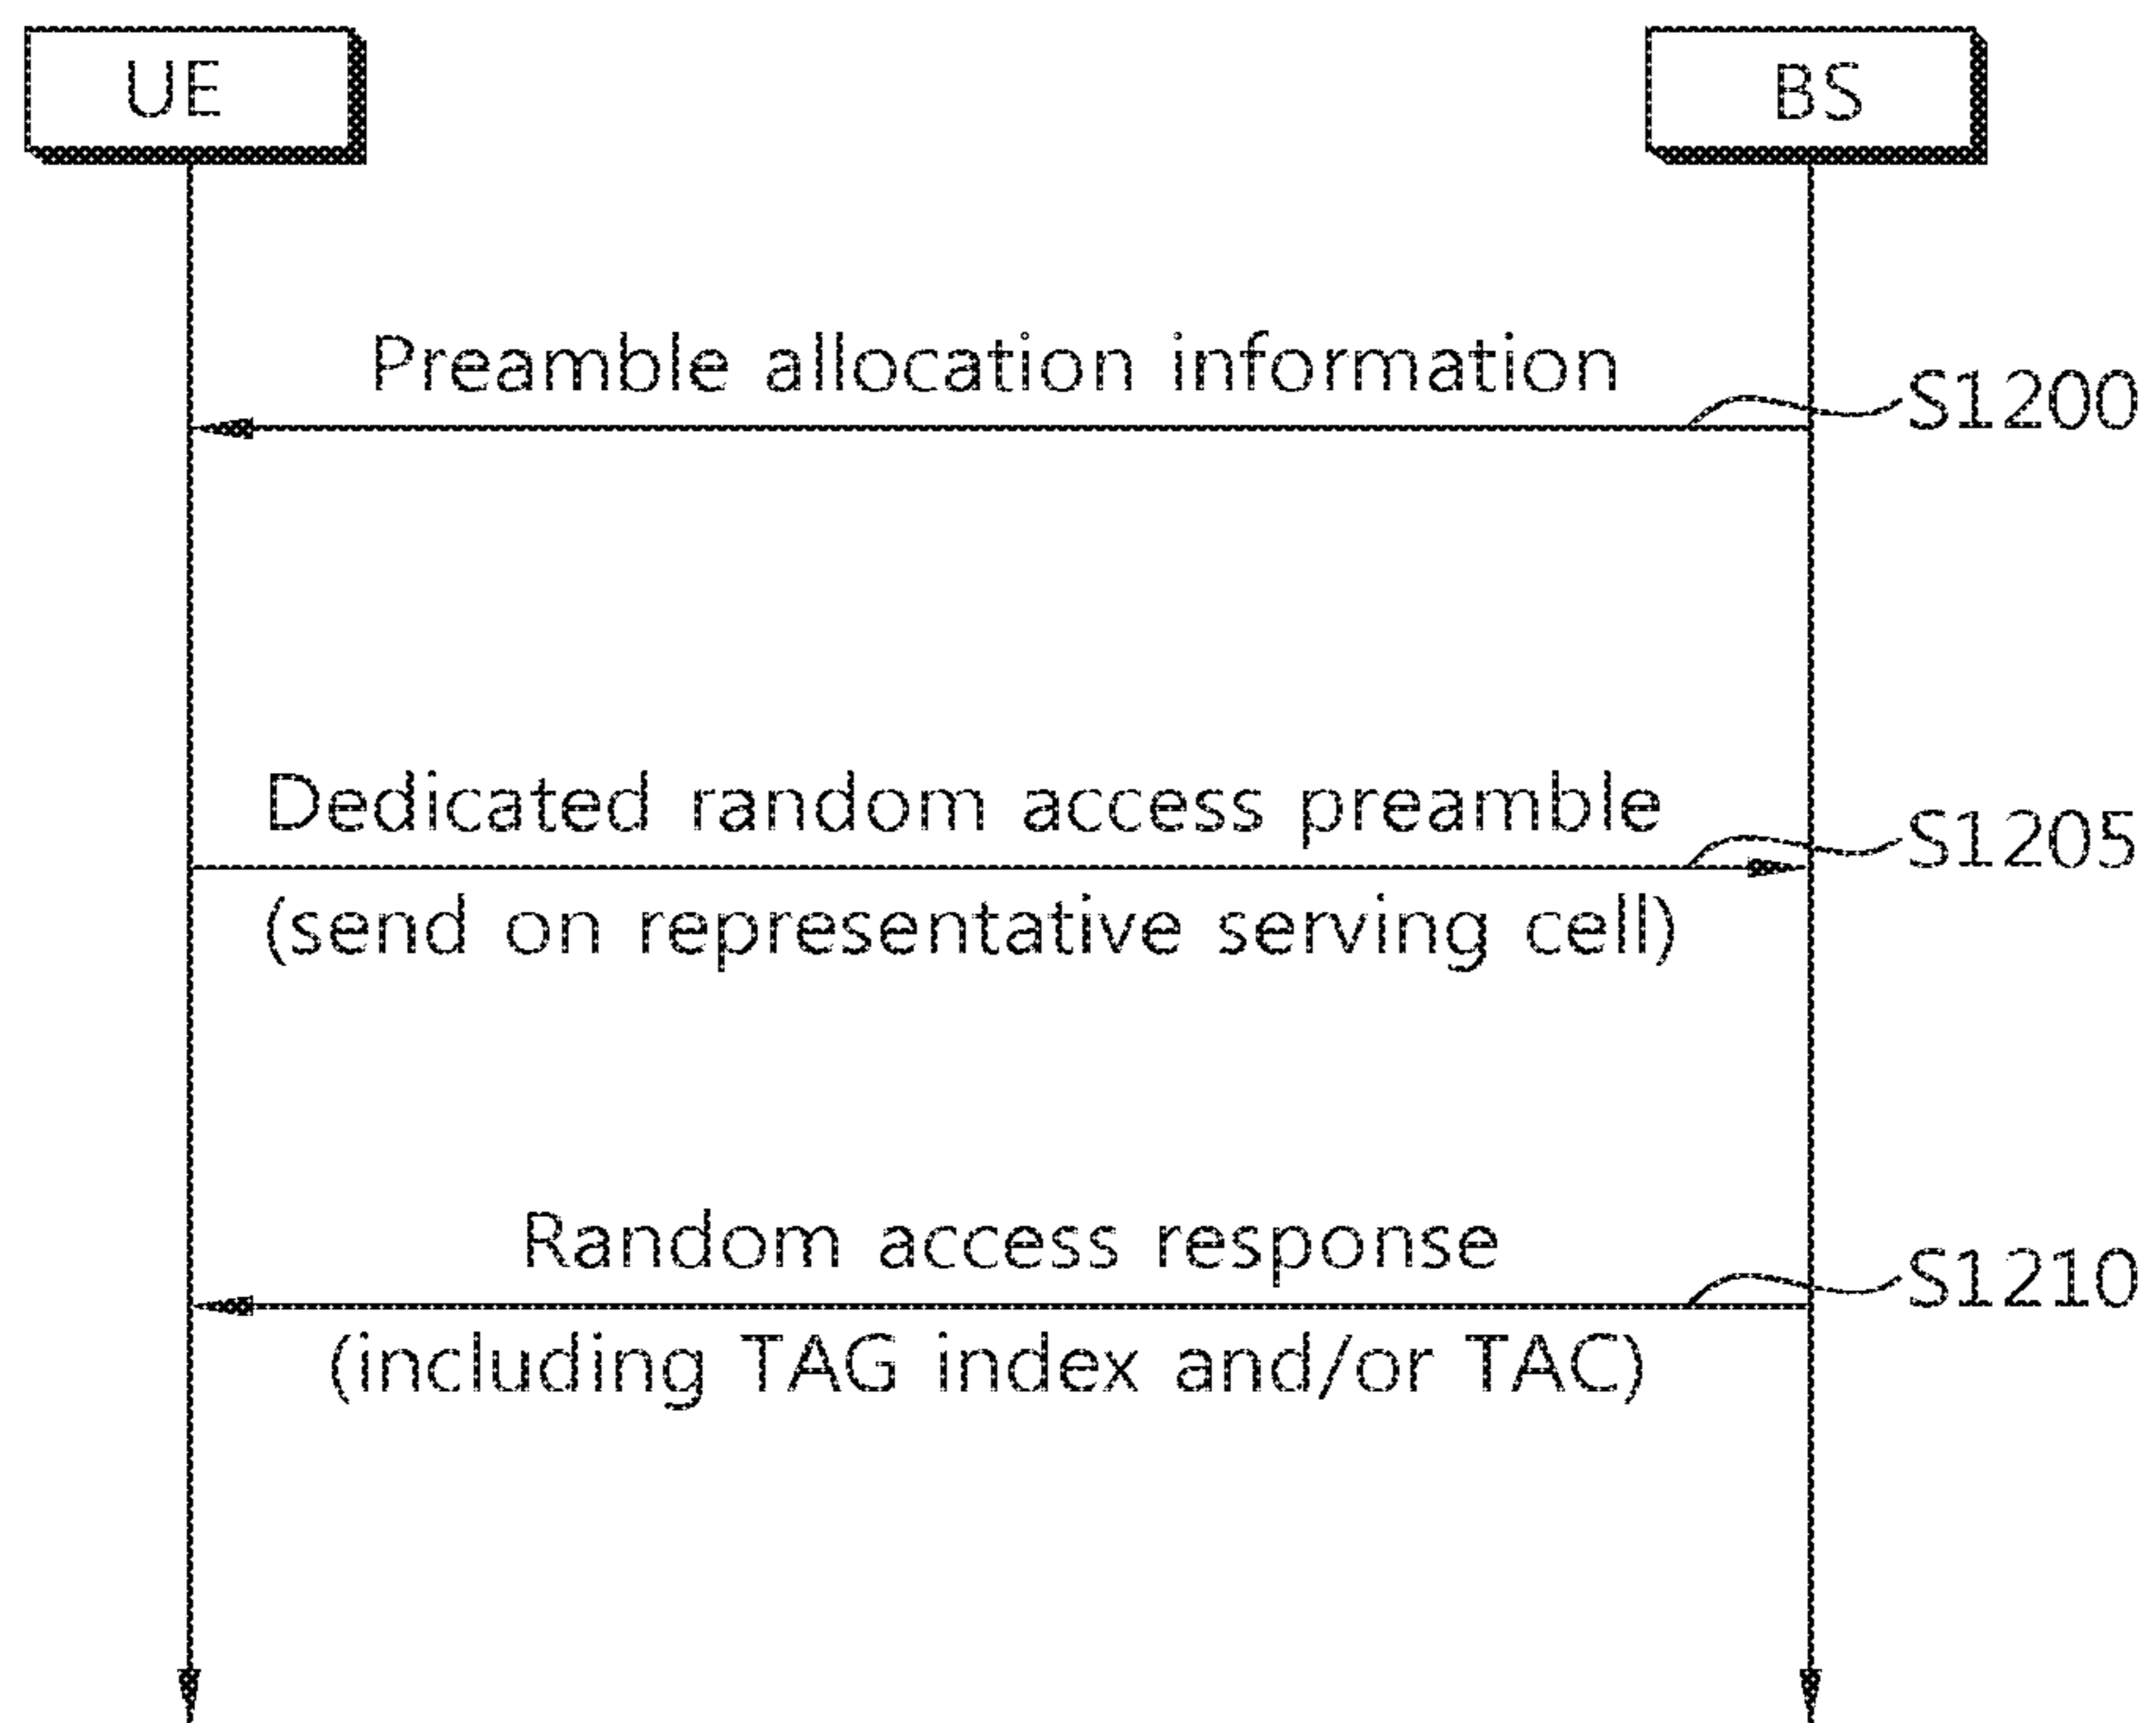 UE
BS
Preamble allocation information
S1200
Dedicated random access preamble
S1205
(send on representative serving cell)
Random access response
S1210
(including TAG index and/or TAC)